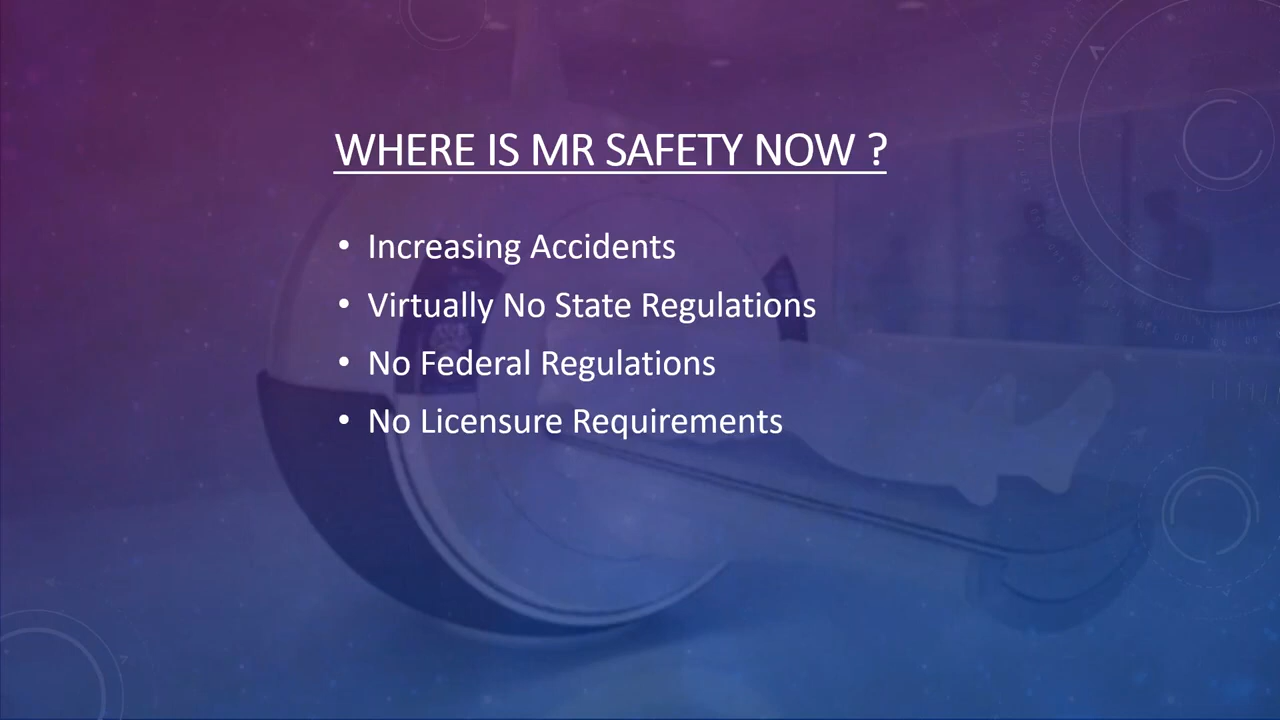 WHERE IS MR SAFETY NOW ?
• Increasing Accidents
• Virtually No State Regulations
• No Federal Regulations
• No Licensure Requirements